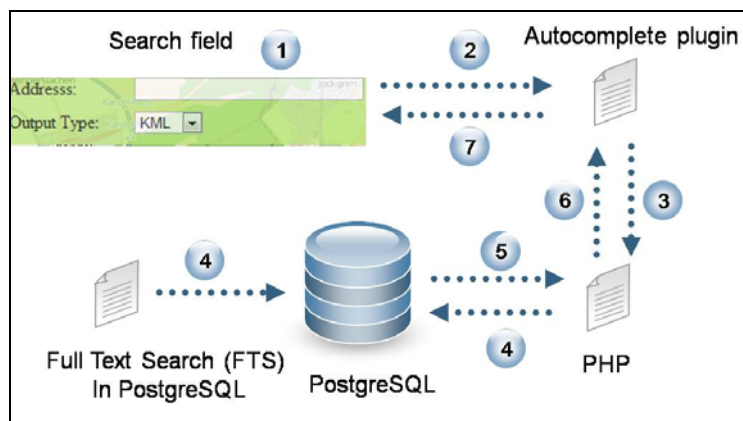 Search field
1
2
Autocomplete plugin
jockgrim
Addresss:
Output Type:
KML
7
6
3
4
5
4
Full Text Search (FTS)
In PostgreSQL
PostgreSQL
PHP